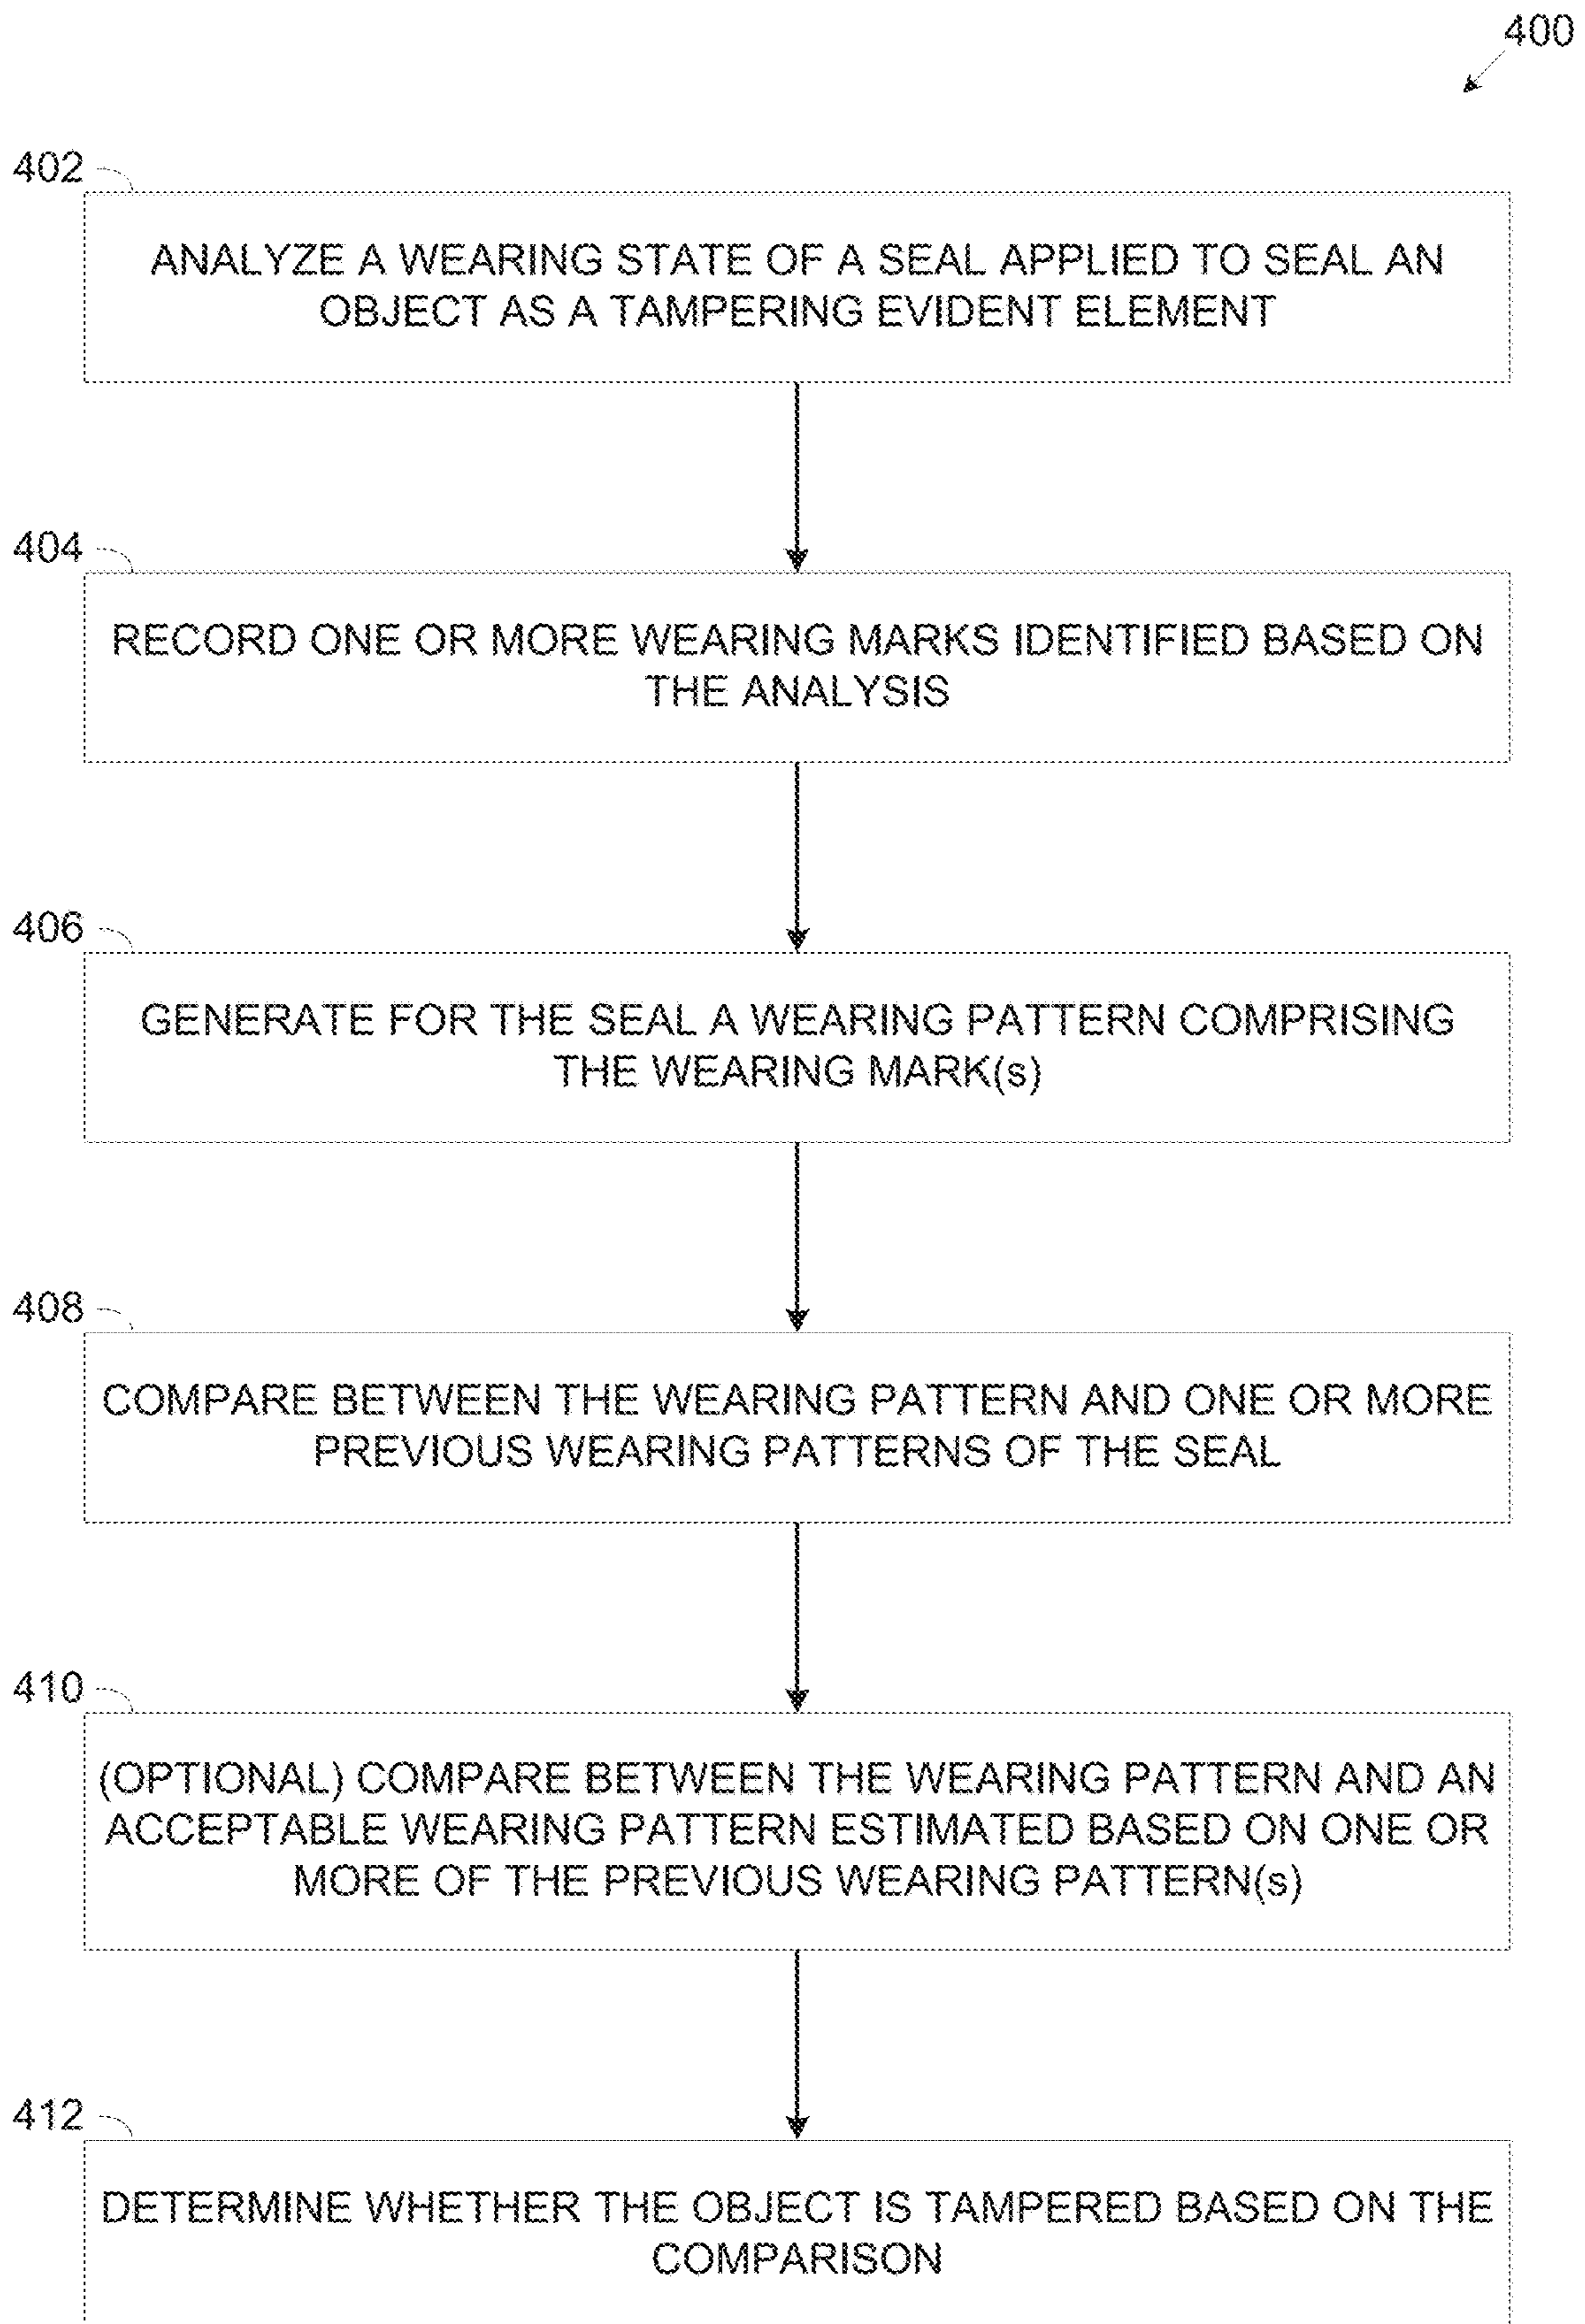 400
402
ANALYZE A WEARING STATE OF A SEAL APPLIED TO SEAL AN
OBJECT AS A TAMPERING EVIDENT ELEMENT
404
RECORD ONE OR MORE WEARING MARKS IDENTIFIED BASED ON
THE ANALYSIS
406
GENERATE FOR THE SEAL A WEARING PATTERN COMPRISING
THE WEARING MARK(s)
408
COMPARE BETWEEN THE WEARING PATTERN AND ONE OR MORE
PREVIOUS WEARING PATTERNS OF THE SEAL
410
(OPTIONAL) COMPARE BETWEEN THE WEARING PATTERN AND AN
ACCEPTABLE WEARING PATTERN ESTIMATED BASED ON ONE OR
MORE OF THE PREVIOUS WEARING PATTERN(s)
412
DETERMINE WHETHER THE OBJECT IS TAMPERED BASED ON THE
COMPARISON